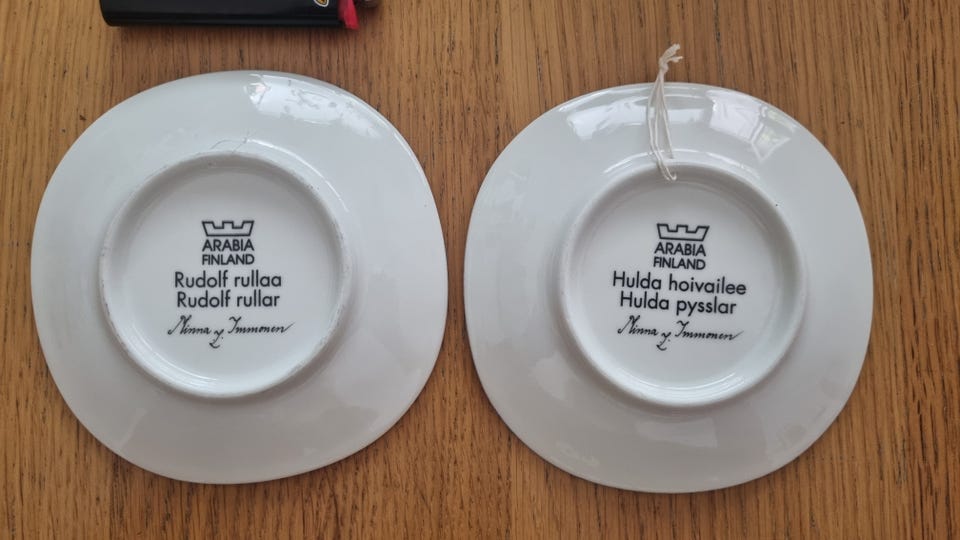 ARABIA
FINLAND
Rudolf rullaa
Rudolf rullar
ARABIA
FINLAND
Hulda hoivailee
Hulda pysslar